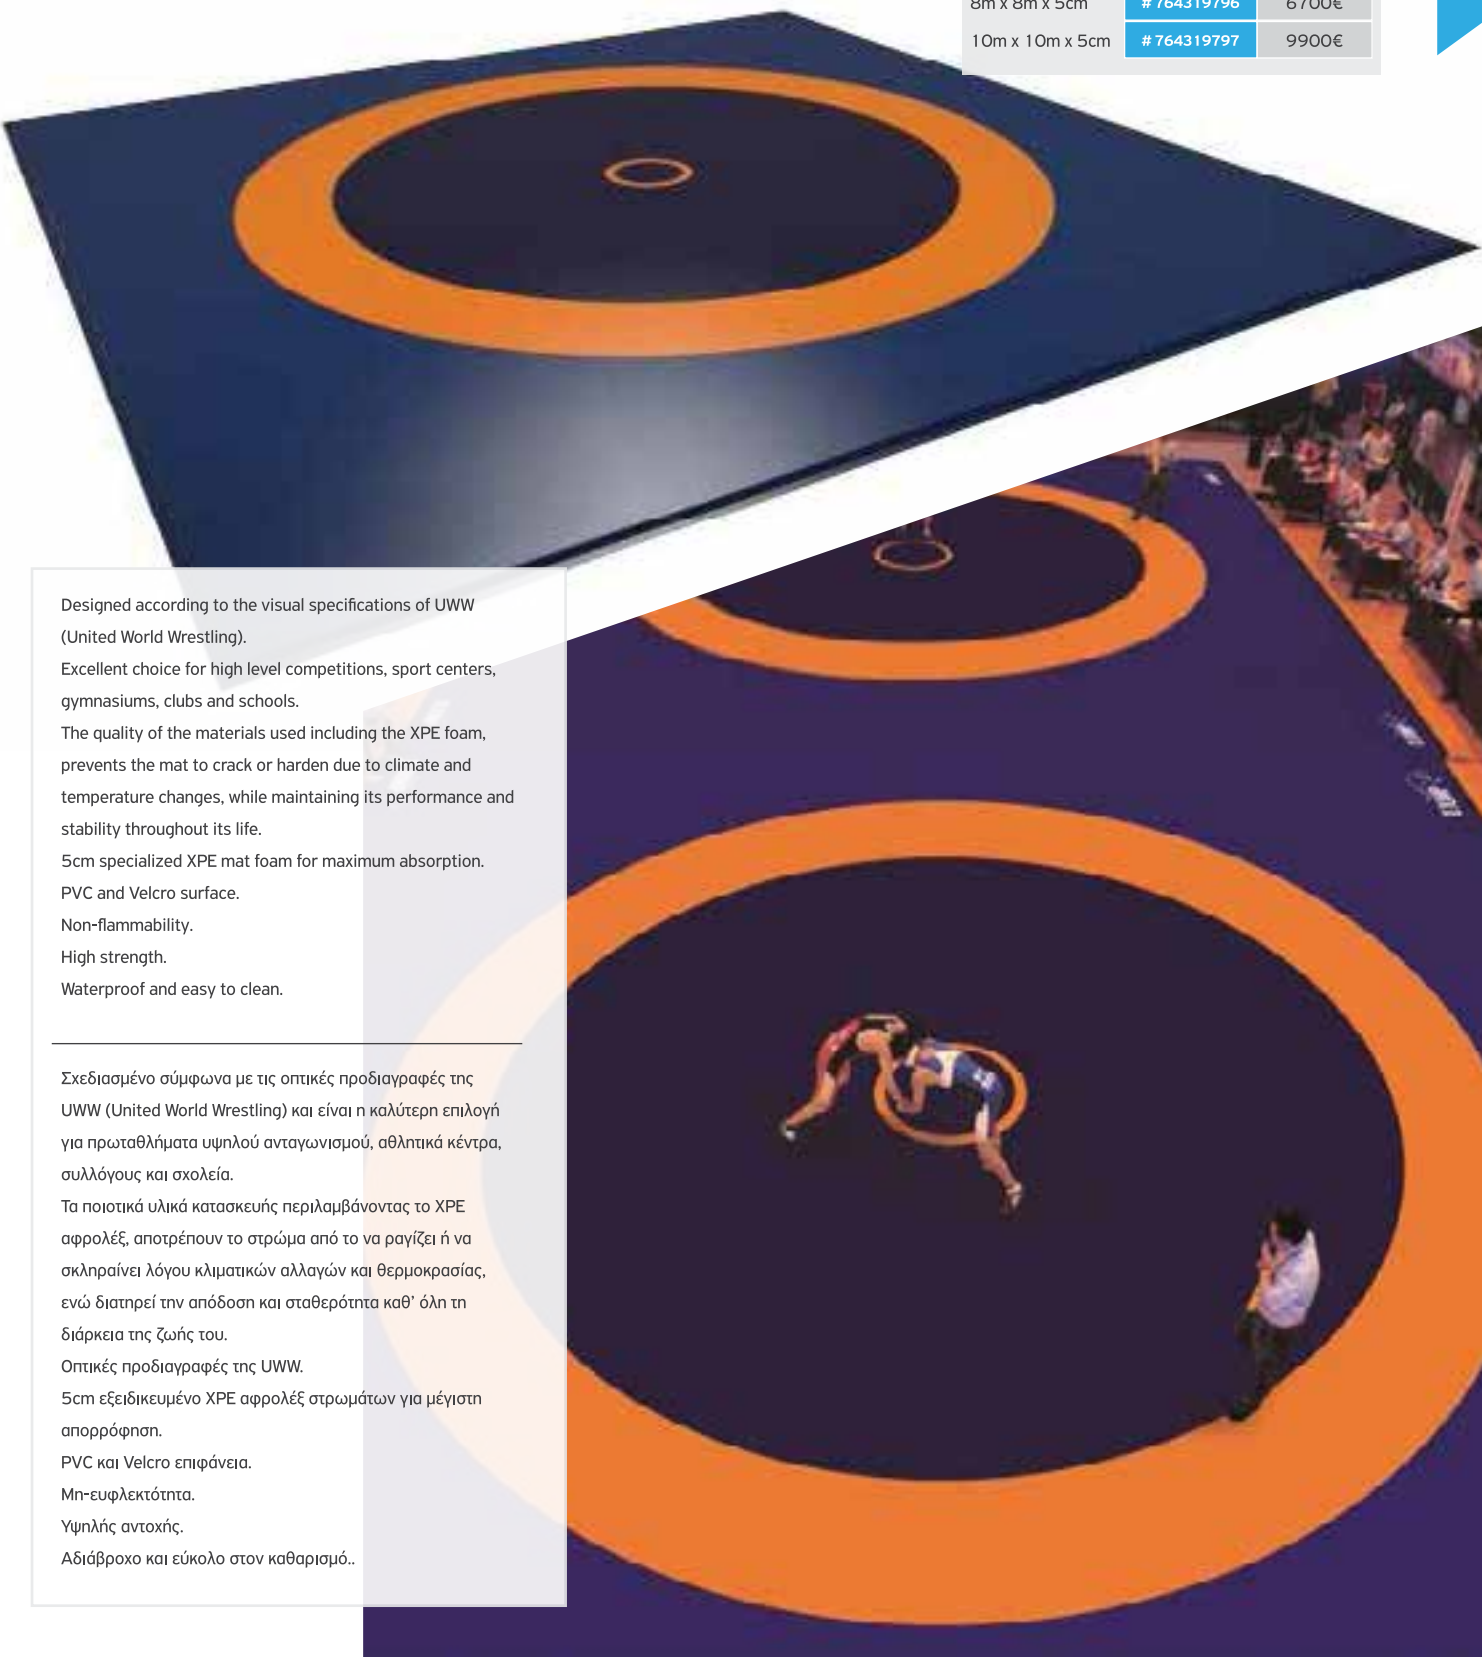 8m x 8m x 5cm # 764319796 6700€
10m x 10m x 5cm # 764319797 9900€
Designed according to the visual specifications of UWW
(United World Wrestling).
Excellent choice for high level competitions, sport centers,
gymnasiums, clubs and schools.
The quality of the materials used including the XPE foam,
prevents the mat to crack or harden due to climate and
temperature changes, while maintaining its performance and
stability throughout its life.
5cm specialized XPE mat foam for maximum absorption.
PVC and Velcro surface.
Non-flammability.
High strength.
Waterproof and easy to clean.
Σχεδιασμένο σύμφωνα με τις οπτικές προδιαγραφές της
UWW (United World Wrestling) και είναι η καλύτερη επιλογή
για πρωταθλήματα υψηλού ανταγωνισμού, αθλητικά κέντρα,
συλλόγους και σχολεία.
Τα ποιοτικά υλικά κατασκευής περιλαμβάνοντας το XPE
αφρολέξ, αποτρέπουν το στρώμα από το να ραγίζει ή να
σκληραίνει λόγου κλιματικών αλλαγών και θερμοκρασίας,
ενώ διατηρεί την απόδοση και σταθερότητα καθ’ όλη τη
διάρκεια της ζωής του.
Οπτικές προδιαγραφές της UWW.
5cm εξειδικευμένο XPE αφρολέξ στρωμάτων για μέγιστη
απορρόφηση.
PVC και Velcro επιφάνεια.
Μη-ευφλεκτότητα.
Υψηλής αντοχής.
Αδιάβροχο και εύκολο στον καθαρισμό..